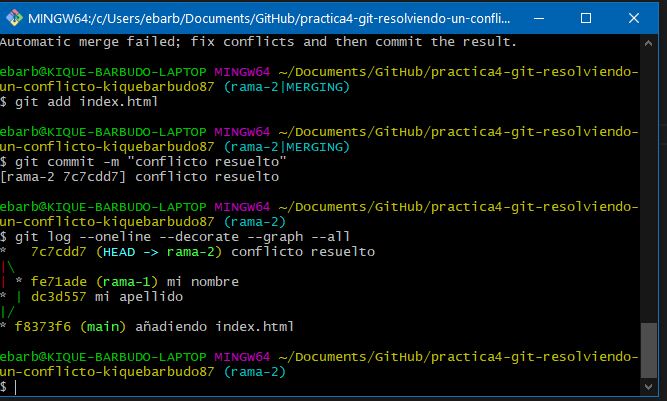 MINGW64:/c/Users/ebarb/Documents/GitHub/practica4-git-resolviendo-un-confli...
Automatic merge failed; fix conflicts and then commit the result.
ebarb@KIQUE-BARBUDO-LAPTOP MINGW64 ~/Documents/GitHub/practica4-git-resolviendo-
un-conflicto-kiquebarbudo87 (rama-2|MERGING)
$ git add index.html
ebarb@KIQUE-BARBUDO-LAPTOP MINGW64 ~/Documents/GitHub/practica4-git-resolviendo-
un-conflicto-kiquebarbudo87 (rama-2|MERGING)
$ git commit -m "conflicto resuelto"
[rama-2 7c7cdd7] conflicto resuelto
ebarb@KIQUE-BARBUDO-LAPTOP MINGW64 ~/Documents/GitHub/practica4-git-resolviendo-
un-conflicto-kiquebarbudo87 (rama-2)
$ git log --oneline --decorate --graph --all
*   7c7cdd7 (HEAD -> rama-2) conflicto resuelto
|\
| * fe71ade (rama-1) mi nombre
* | dc3d557 mi apellido
|/
* f8373f6 (main) añadiendo index.html
ebarb@KIQUE-BARBUDO-LAPTOP MINGW64 ~/Documents/GitHub/practica4-git-resolviendo-
un-conflicto-kiquebarbudo87 (rama-2)
$